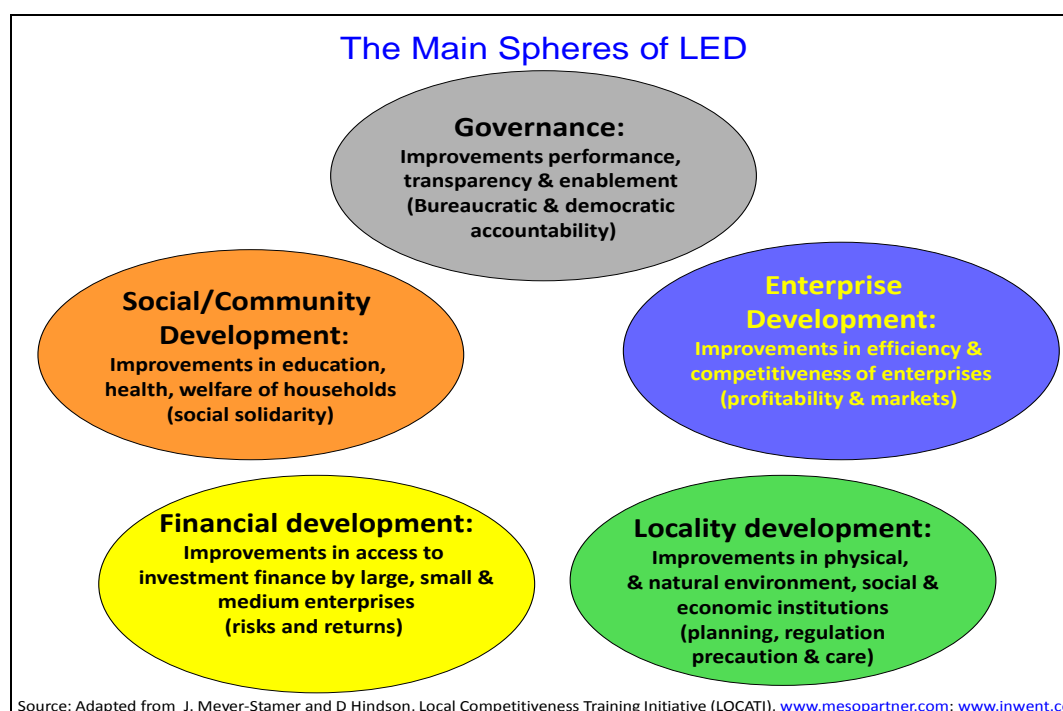 The Main Spheres of LED
Governance:
Improvements performance,
transparency & enablement
(Bureaucratic & democratic
accountability)
Social/Community
Development:
Improvements in education,
health, welfare of households
(social solidarity)
Enterprise
Development:
Improvements in efficiency &
competitiveness of enterprises
(profitability & markets)
Financial development:
Improvements in access to
investment finance by large, small &
medium enterprises
(risks and returns)
Locality development:
Improvements in physical,
& natural environment, social &
economic institutions
(planning, regulation
precaution & care)
Source: Adapted from J. Meyer-Stamer and D Hindson, Local Competitiveness Training Initiative (LOCATI), www.mesopartner.com; www.inwent.c